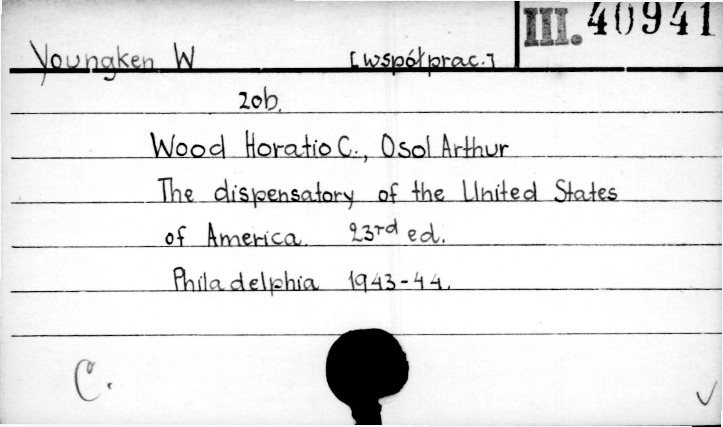 III. 40941
Youngken W [współprac.]
zob.
Wood Horatio C., Osol Arthur
The dispensatory of the United States
of America. 23rd ed.
Philadelphia 1943-44.
C.